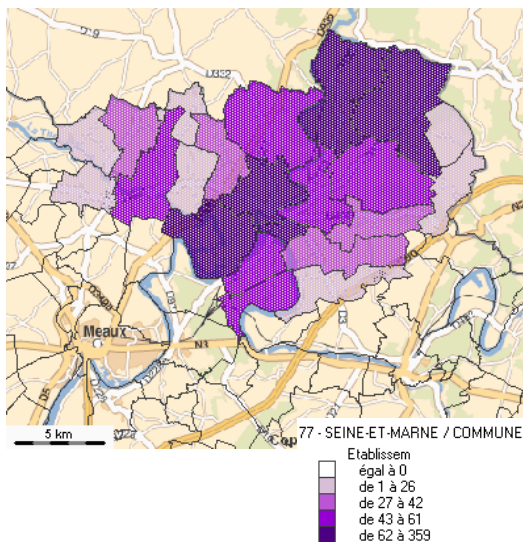 D332
Meaux
N3
D5
5 km
77 - SEINE-ET-MARNE / COMMUNE
Etablissem
égal à 0
de 1 à 26
de 27 à 42
de 43 à 61
de 62 à 359